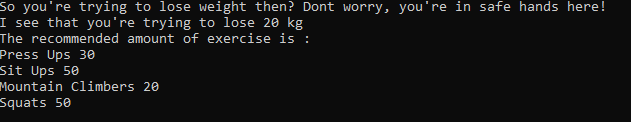 So you're trying to lose weight then? Dont worry, you're in safe hands here!
I see that you're trying to lose 20 kg
The recommended amount of exercise is :
Press Ups 30
Sit Ups 50
Mountain Climbers 20
Squats 50